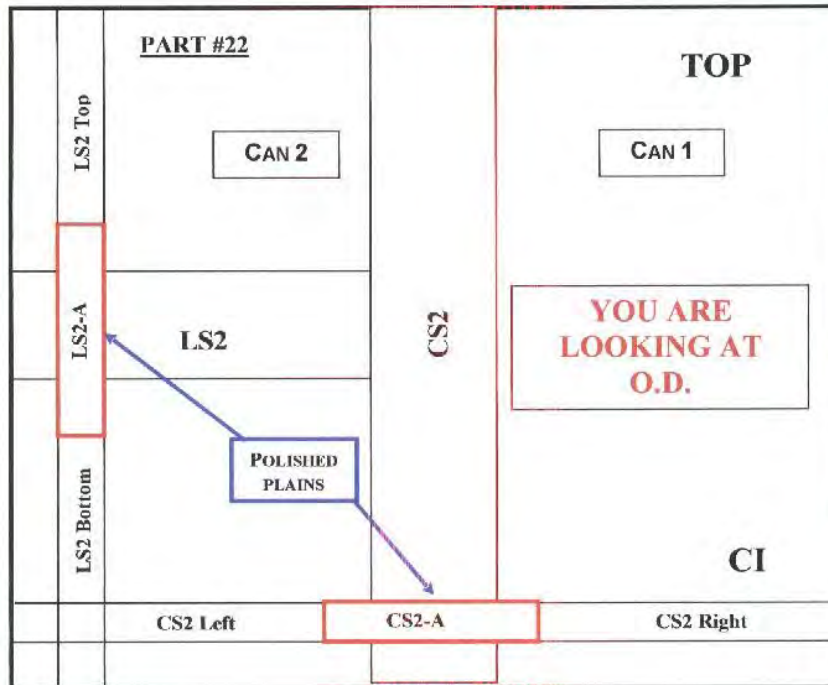 PART #22
TOP
LS2 Top
CAN 2
CAN 1
LS2-A
LS2
CS2
YOU ARE
LOOKING AT
O.D.
POLISHED
PLAINS
LS2 Bottom
CI
CS2 Left
CS2-A
CS2 Right